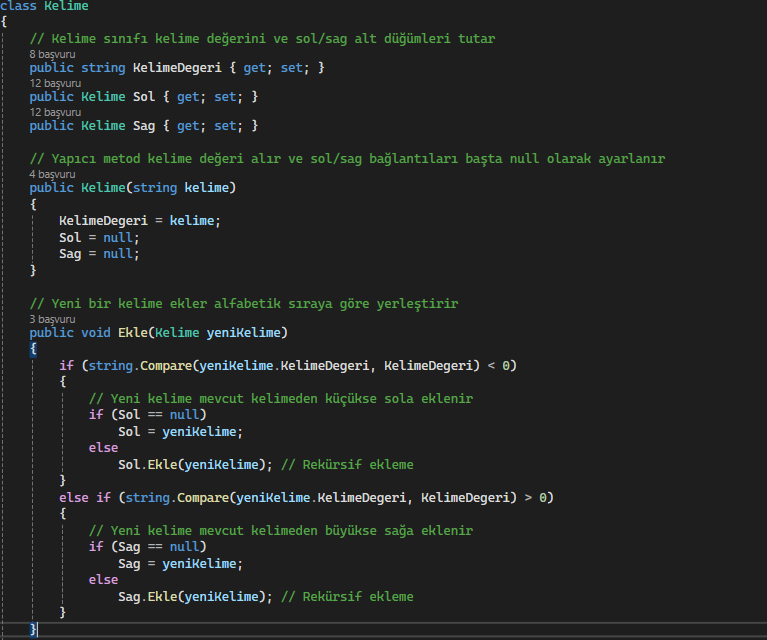 class Kelime
{
// Kelime sınıfı kelime değerini ve sol/sag alt düğümleri tutar
8 başvuru
public string KelimeDegeri { get; set; }
12 başvuru
public Kelime Sol { get; set; }
12 başvuru
public Kelime Sag { get; set; }
// Yapıcı metod kelime değeri alır ve sol/sag bağlantıları başta null olarak ayarlanır
4 başvuru
public Kelime(string kelime)
{
KelimeDegeri = kelime;
Sol = null;
Sag = null;
}
// Yeni bir kelime ekler alfabetik sıraya göre yerleştirir
3 başvuru
public void Ekle(Kelime yeniKelime)
{
if (string.Compare(yeniKelime.KelimeDegeri, KelimeDegeri) < 0)
{
// Yeni kelime mevcut kelimeden küçükse sola eklenir
if (Sol == null)
Sol = yeniKelime;
else
Sol.Ekle(yeniKelime); // Rekürsif ekleme
}
else if (string.Compare(yeniKelime.KelimeDegeri, KelimeDegeri) > 0)
{
// Yeni kelime mevcut kelimeden büyükse sağa eklenir
if (Sag == null)
Sag = yeniKelime;
else
Sag.Ekle(yeniKelime); // Rekürsif ekleme
}
}